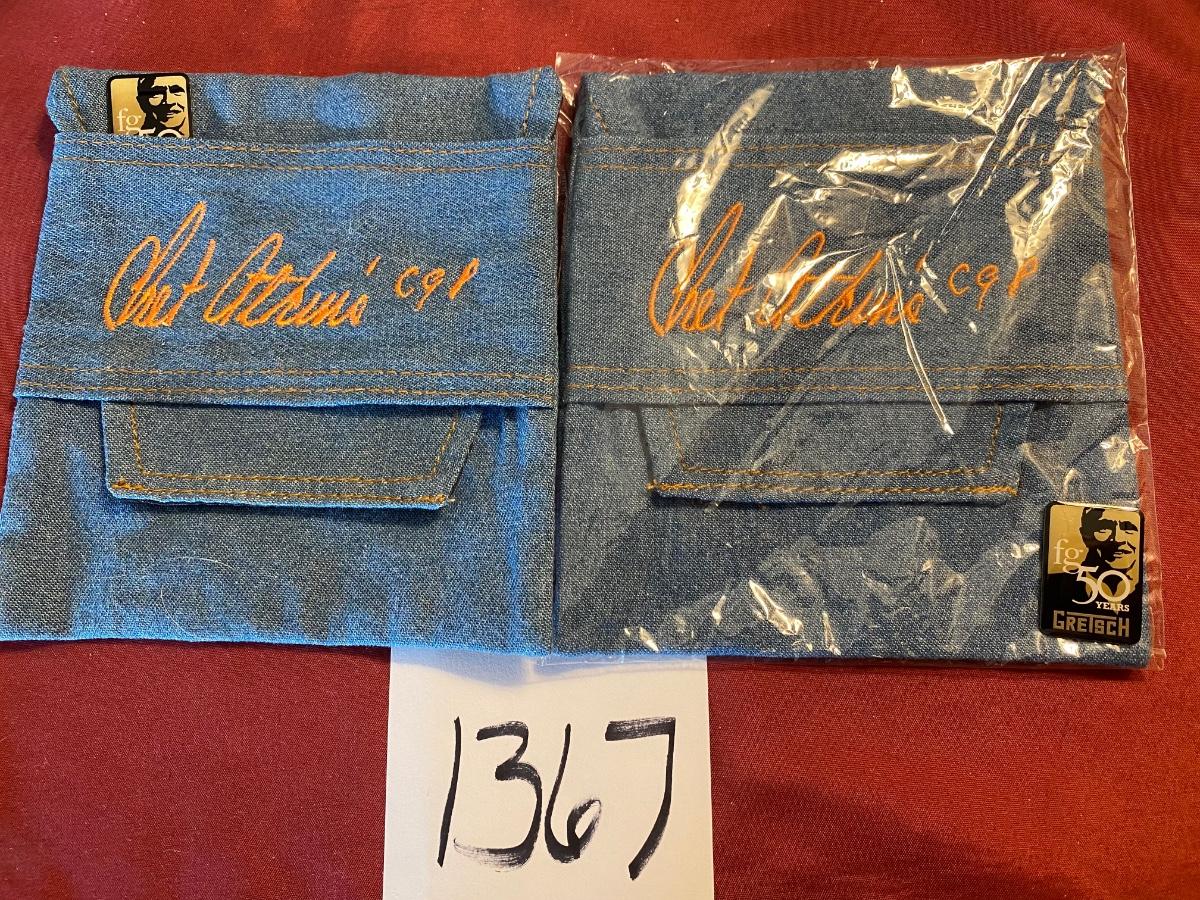 fg
50
Chet Atkins' cgp
Chet Atkins' cgp
fg
50
YEARS
GRETSCH
1367